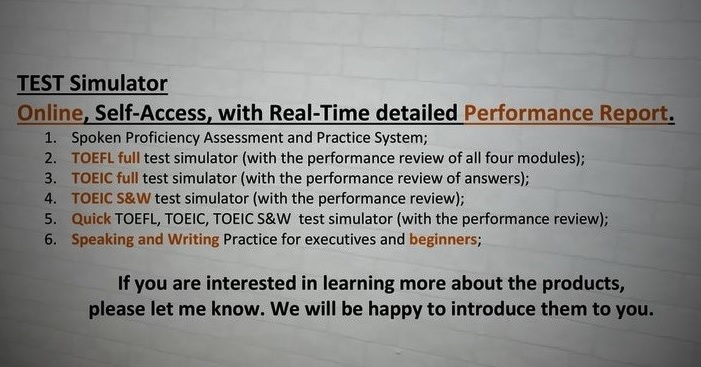 TEST Simulator
Online, Self-Access, with Real-Time detailed Performance Report.
1. Spoken Proficiency Assessment and Practice System;
2. TOEFL full test simulator (with the performance review of all four modules);
3. TOEIC full test simulator (with the performance review of answers);
4. TOEIC S&W test simulator (with the performance review);
5. Quick TOEFL, TOEIC, TOEIC S&W test simulator (with the performance review);
6. Speaking and Writing Practice for executives and beginners;
If you are interested in learning more about the products,
please let me know. We will be happy to introduce them to you.